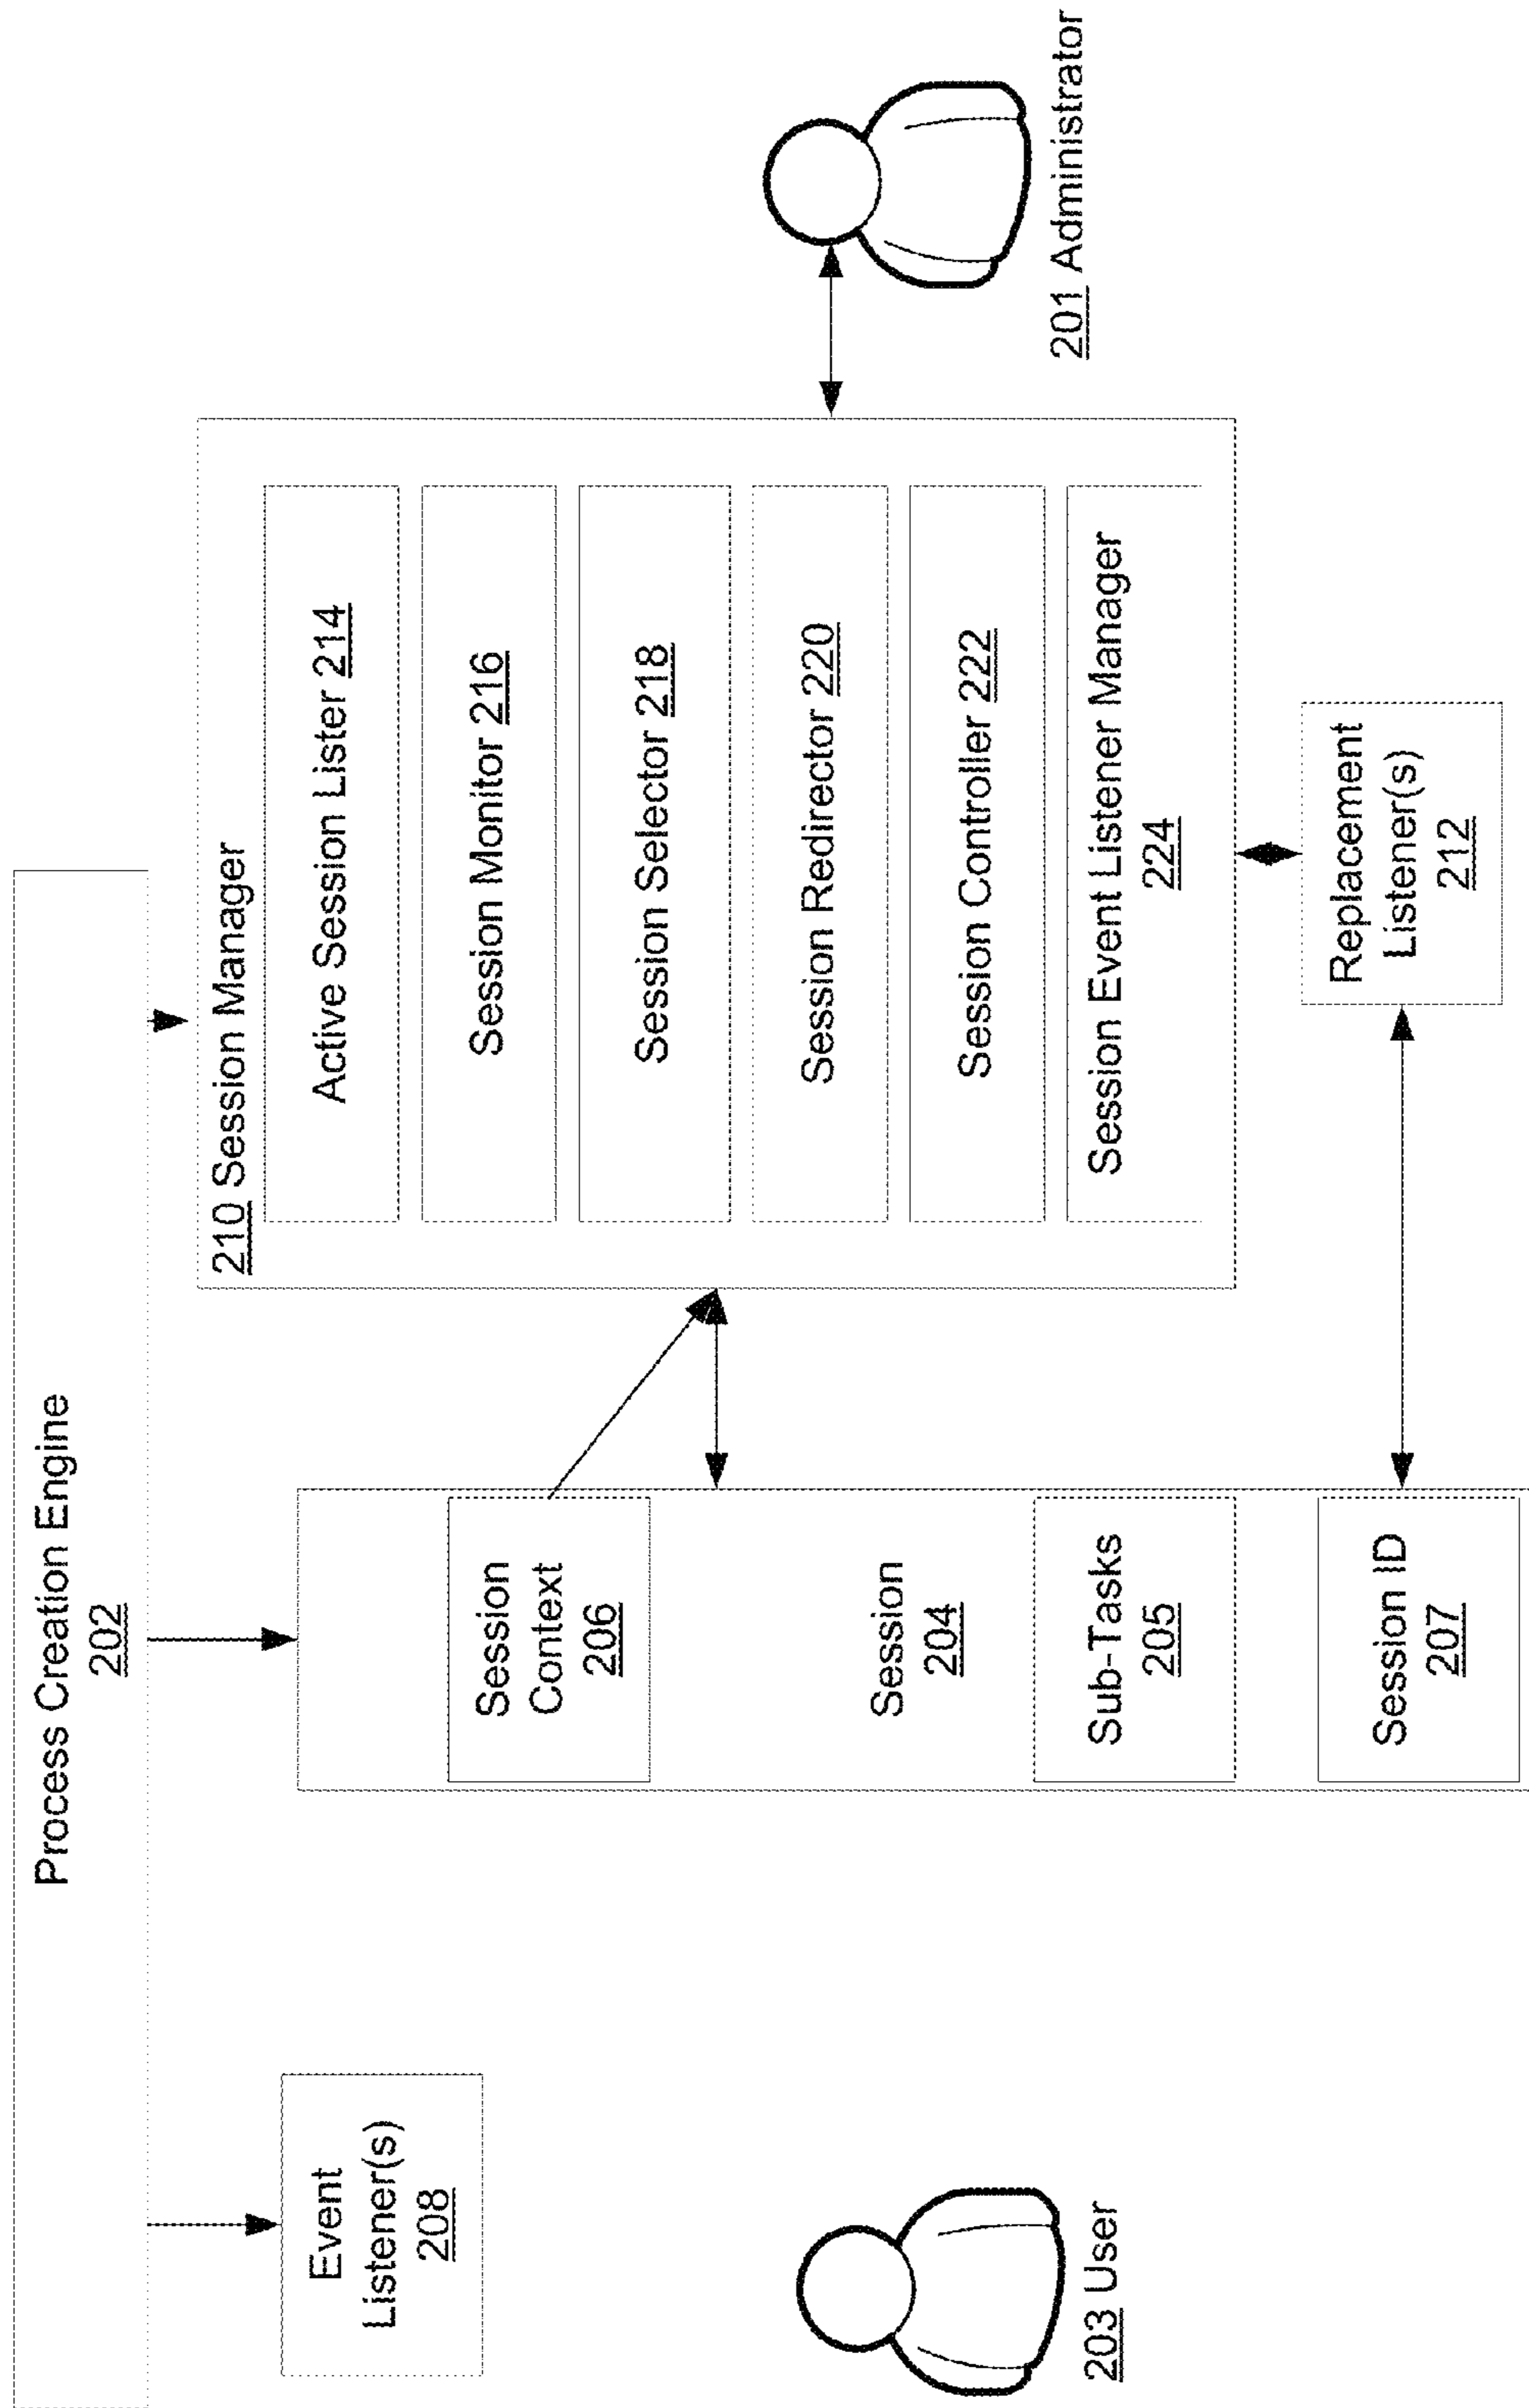 Process Creation Engine
202
Event
Listener(s)
208
203 User
Session
Context
206
Session
204
Sub-Tasks
205
Session ID
207
210 Session Manager
Active Session Lister 214
Session Monitor 216
Session Selector 218
Session Redirector 220
Session Controller 222
Session Event Listener Manager
224
Replacement
Listener(s)
212
201 Administrator